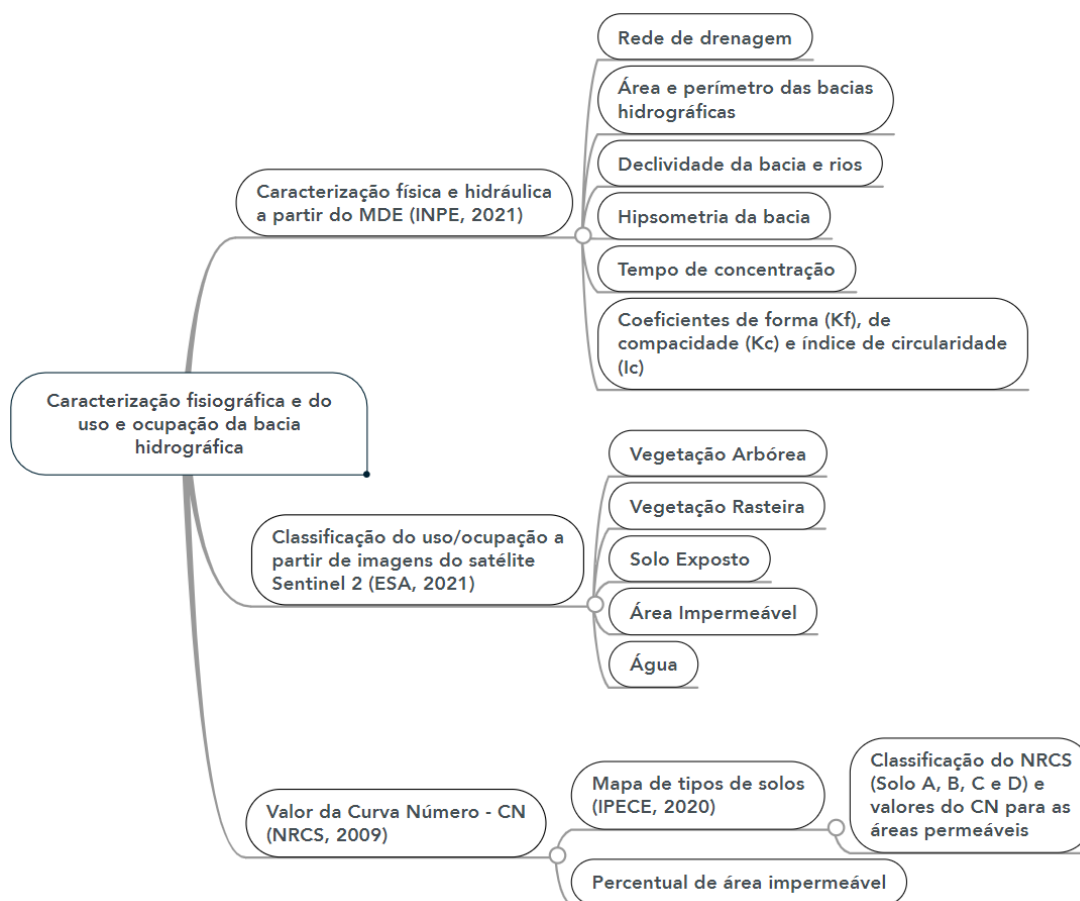 Rede de drenagem
Área e perímetro das bacias
hidrográficas
Declividade da bacia e rios
Caracterização física e hidráulica
a partir do MDE (INPE, 2021)
Hipsometria da bacia
Tempo de concentração
Coeficientes de forma (Kf), de
compacidade (Kc) e índice de circularidade
(Ic)
Caracterização fisiográfica e do
uso e ocupação da bacia
hidrográfica
Vegetação Arbórea
Vegetação Rasteira
Classificação do uso/ocupação a
partir de imagens do satélite
Sentinel 2 (ESA, 2021)
Solo Exposto
Área Impermeável
Água
Valor da Curva Número - CN
(NRCS, 2009)
Mapa de tipos de solos
(IPECE, 2020)
Classificação do NRCS
(Solo A, B, C e D) e
valores do CN para as
áreas permeáveis
Percentual de área impermeável